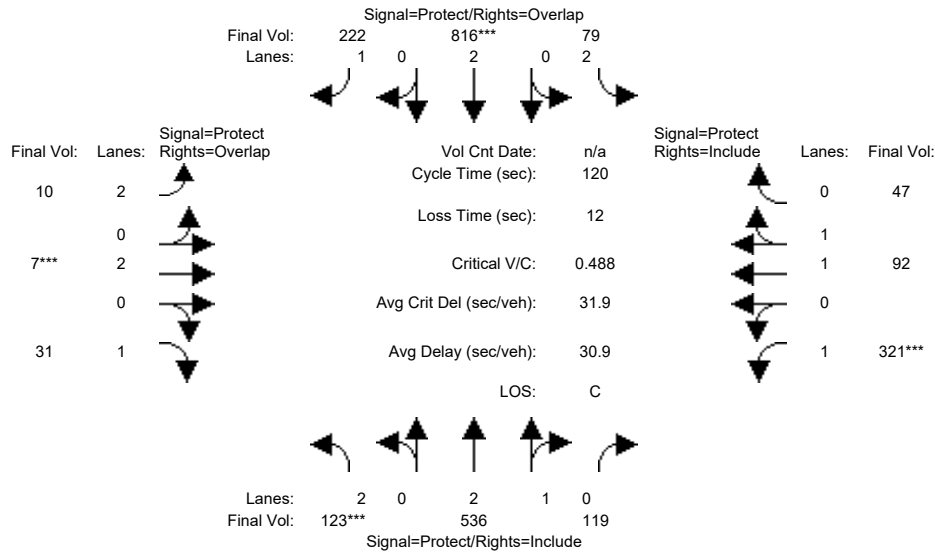 Signal=Protect/Rights=Overlap
Final Vol: 222 816*** 79
Lanes: 1 0 2 0 2
Signal=Protect
Final Vol: Lanes: Rights=Overlap
Vol Cnt Date: n/a
Signal=Protect
Rights=Include Lanes: Final Vol:
Cycle Time (sec): 120
10 2
0 47
Loss Time (sec): 12
0
1
7*** 2
Critical V/C: 0.488
1 92
0
Avg Crit Del (sec/veh): 31.9
0
31 1
Avg Delay (sec/veh): 30.9
1 321***
LOS: C
Lanes: 2 0 2 1 0
Final Vol: 123*** 536 119
Signal=Protect/Rights=Include